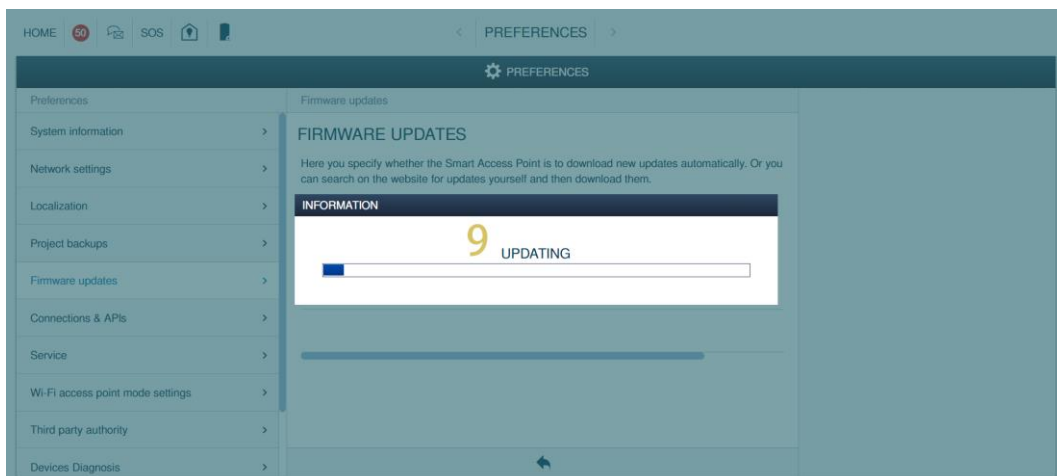 HOME 50 SOS PREFERENCES
PREFERENCES
Preferences
System information
Network settings
Localization
Project backups
Firmware updates
Connections & APIs
Service
Wi-Fi access point mode settings
Third party authority
Devices Diagnosis
Firmware updates
FIRMWARE UPDATES
Here you specify whether the Smart Access Point is to download new updates automatically. Or you
can search on the website for updates yourself and then download them.
INFORMATION
9 UPDATING